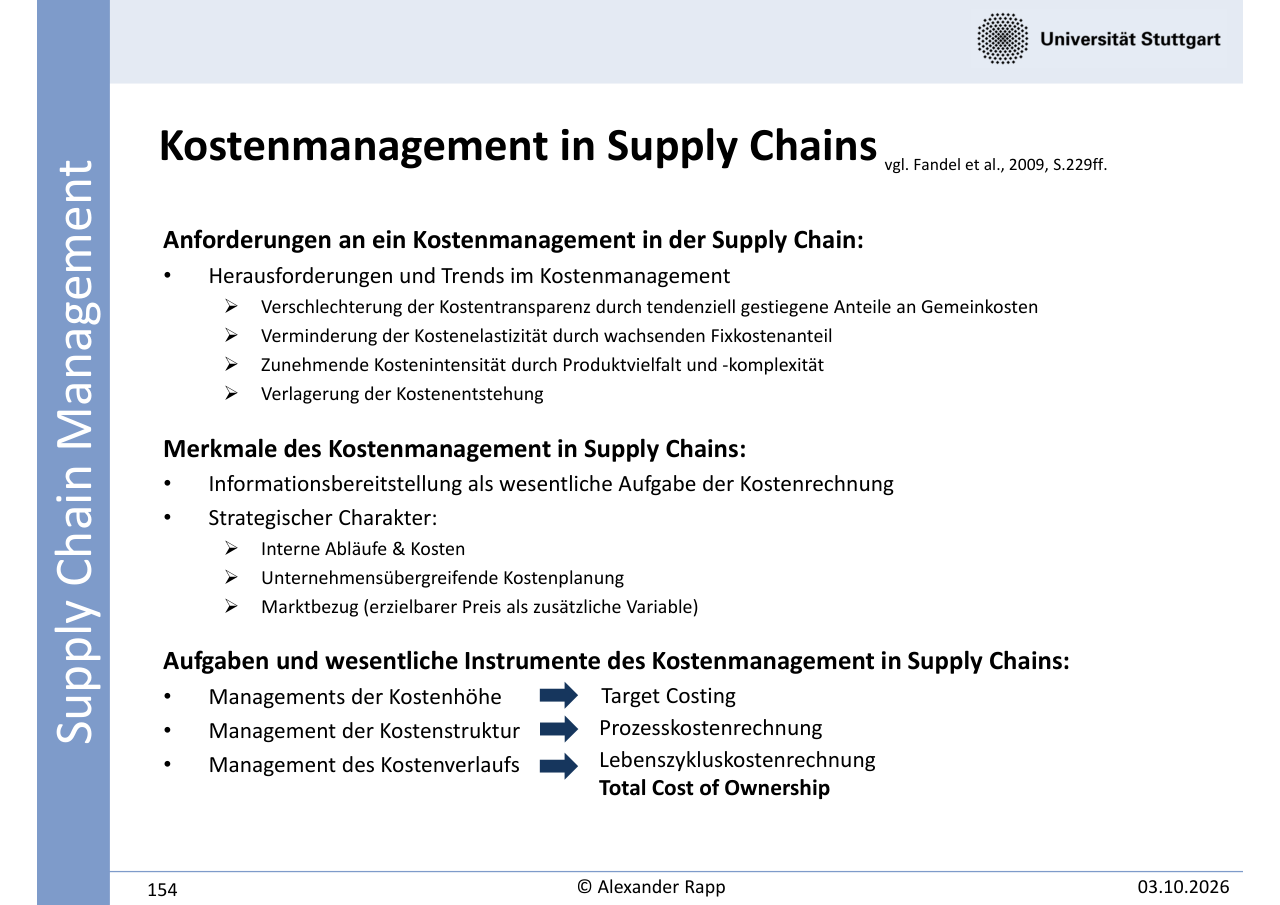 Universität Stuttgart
Supply Chain Management
Kostenmanagement in Supply Chains vgl. Fandel et al., 2009, S.229ff.
Anforderungen an ein Kostenmanagement in der Supply Chain:
• Herausforderungen und Trends im Kostenmanagement
➢ Verschlechterung der Kostentransparenz durch tendenziell gestiegene Anteile an Gemeinkosten
➢ Verminderung der Kostenelastizität durch wachsenden Fixkostenanteil
➢ Zunehmende Kostenintensität durch Produktvielfalt und -komplexität
➢ Verlagerung der Kostenentstehung
Merkmale des Kostenmanagement in Supply Chains:
• Informationsbereitstellung als wesentliche Aufgabe der Kostenrechnung
• Strategischer Charakter:
➢ Interne Abläufe & Kosten
➢ Unternehmensübergreifende Kostenplanung
➢ Marktbezug (erzielbarer Preis als zusätzliche Variable)
Aufgaben und wesentliche Instrumente des Kostenmanagement in Supply Chains:
• Managements der Kostenhöhe Target Costing
• Management der Kostenstruktur Prozesskostenrechnung
• Management des Kostenverlaufs Lebenszykluskostenrechnung
Total Cost of Ownership
154 © Alexander Rapp 03.10.2026